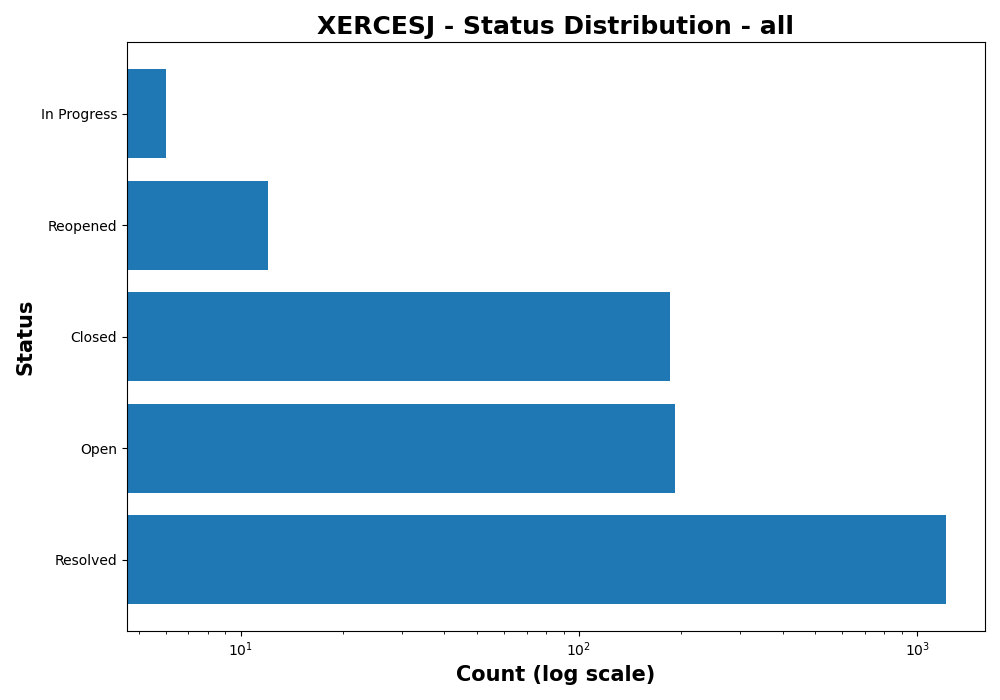 XERCESJ - Status Distribution - all
In Progress
Reopened
Closed
Open
Resolved
Status
10¹ 10² 10³
Count (log scale)